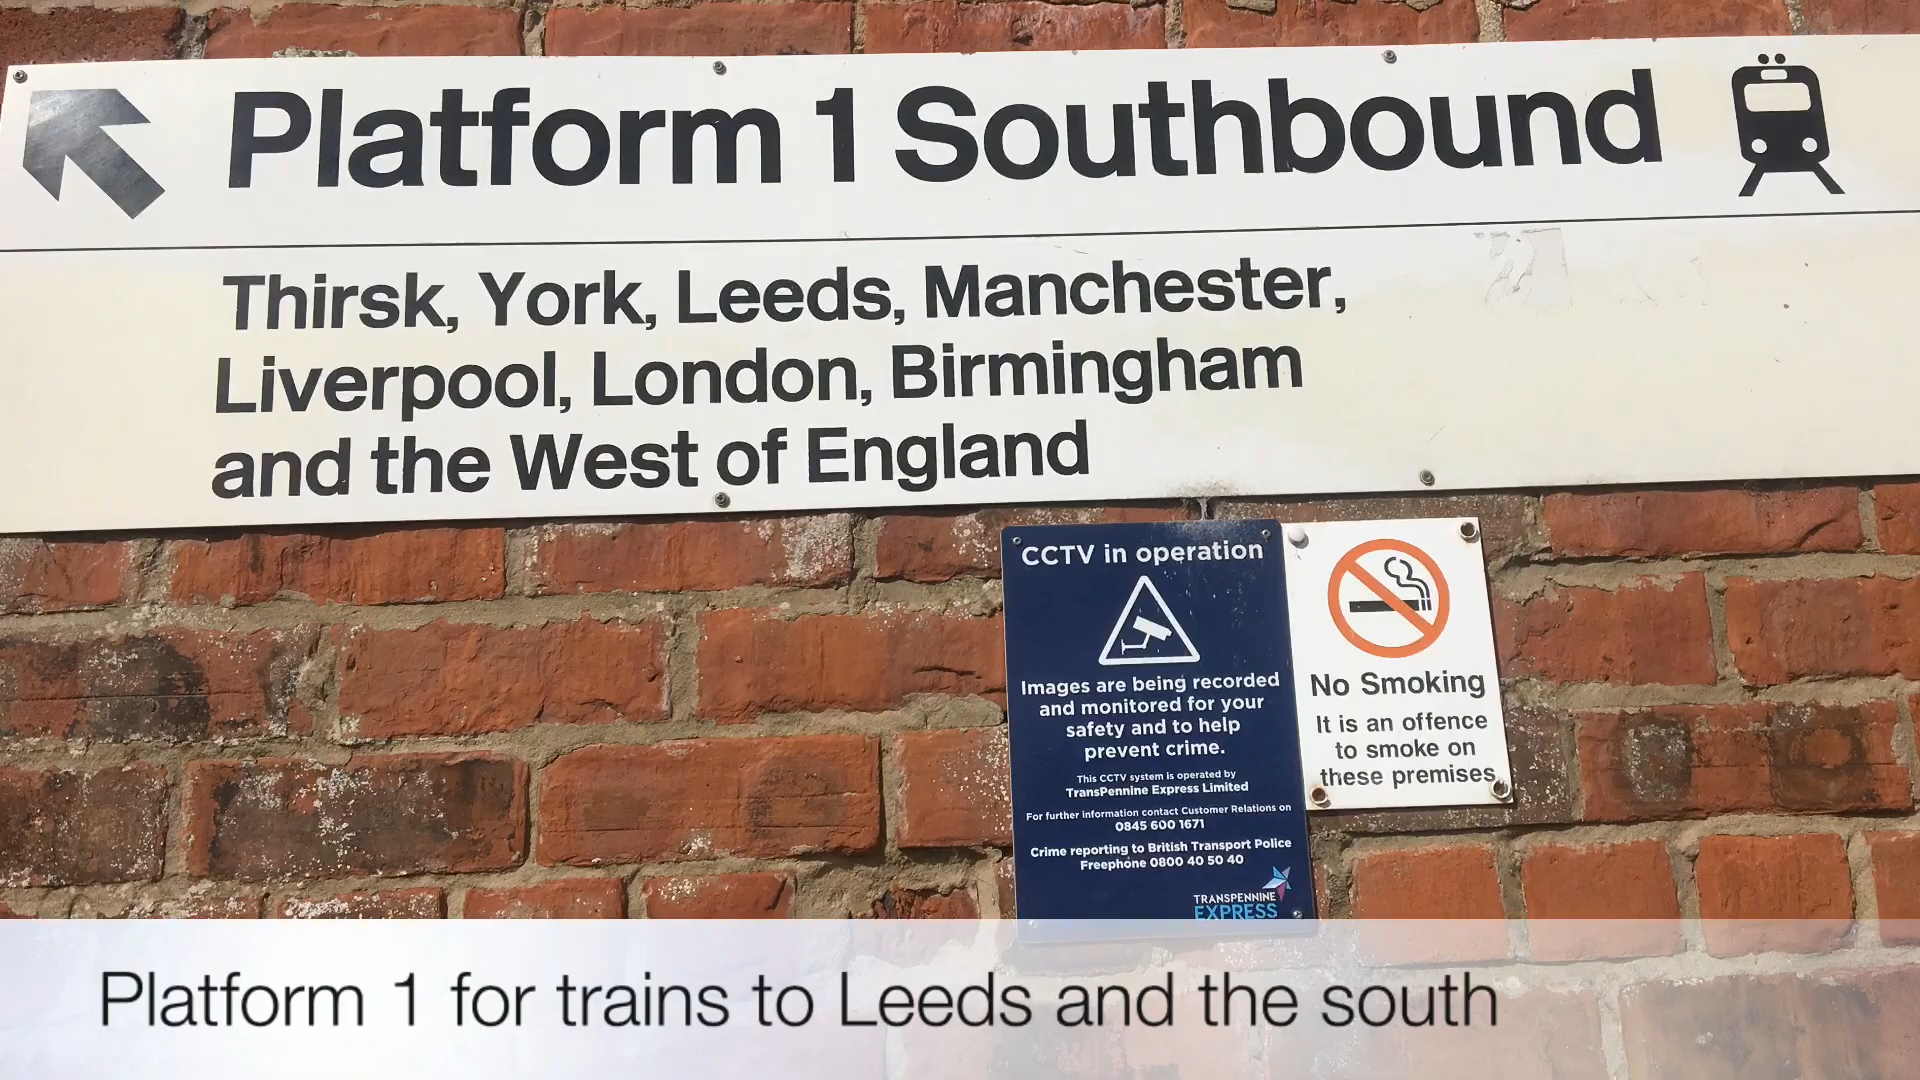 Platform 1 Southbound
Thirsk, York, Leeds, Manchester,
Liverpool, London, Birmingham
and the West of England
CCTV in operation
Images are being recorded
and monitored for your
safety and to help
prevent crime.
This CCTV system is operated by
TransPennine Express Limited
For further information contact Customer Relations on
0845 600 1671
Crime reporting to British Transport Police
Freephone 0800 40 50 40
TRANSPENNINE
EXPRESS
No Smoking
It is an offence
to smoke on
these premises
Platform 1 for trains to Leeds and the south